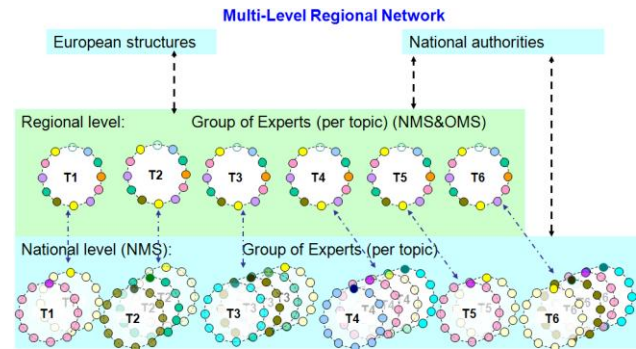 Multi-Level Regional Network
European structures
National authorities
Regional level: Group of Experts (per topic) (NMS&OMS)
T1 T2 T3 T4 T5 T6
National level (NMS): Group of Experts (per topic)
T1 T2 T3 T4 T5 T6